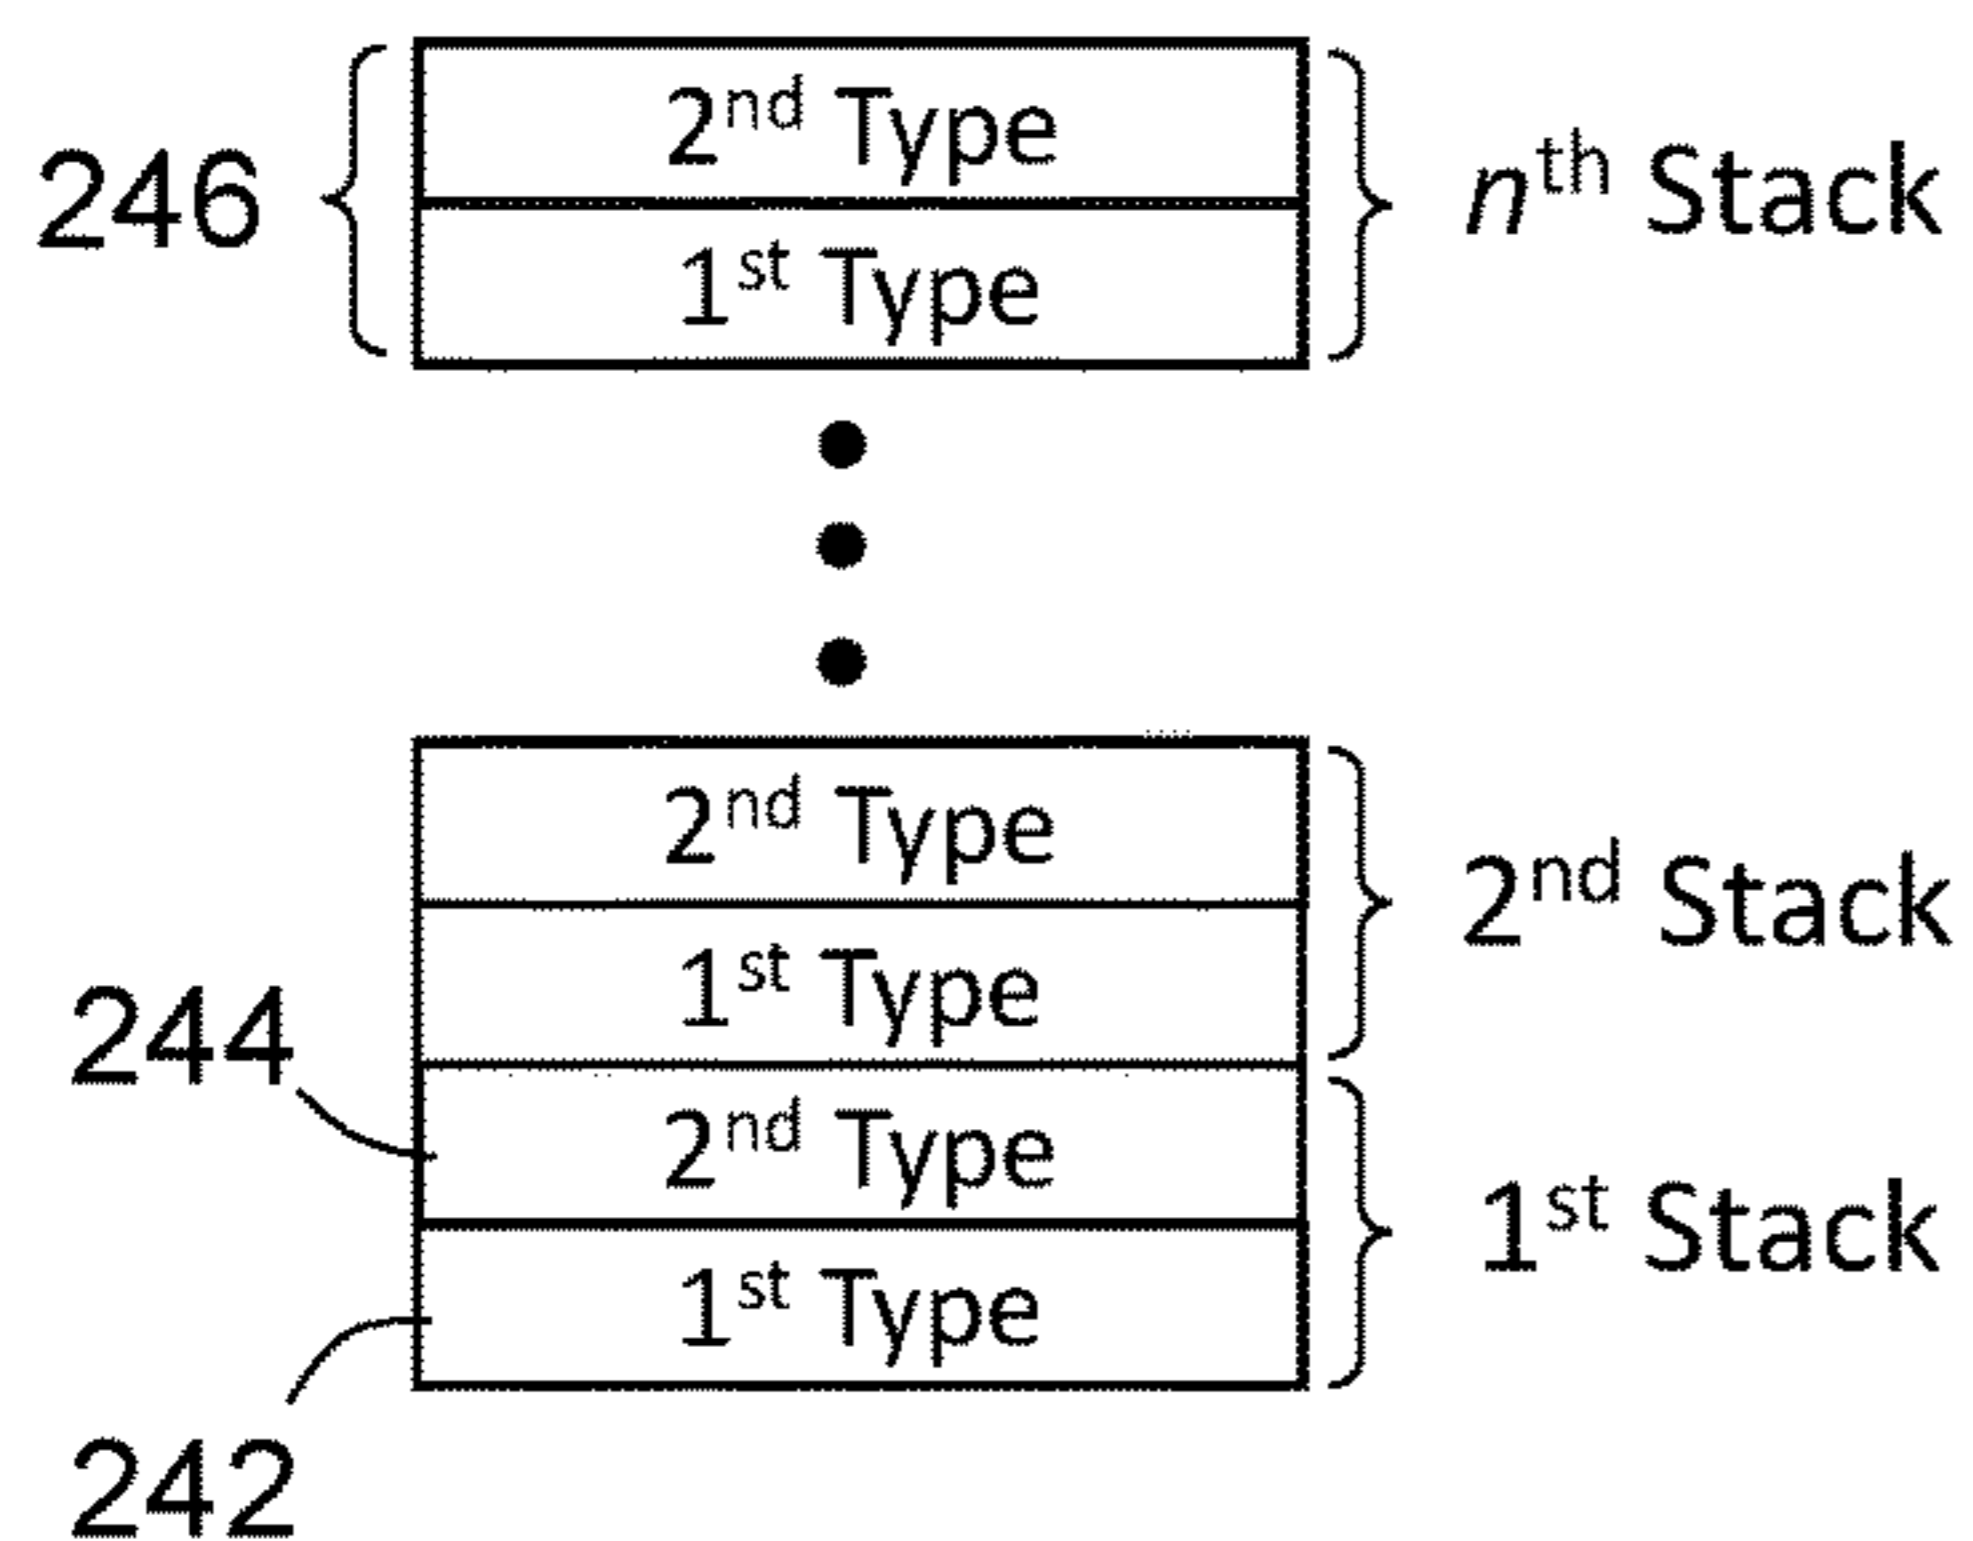 2nd Type
246
nth Stack
1st Type
2nd Type
2nd Stack
1st Type
244
2nd Type
1st Stack
1st Type
242